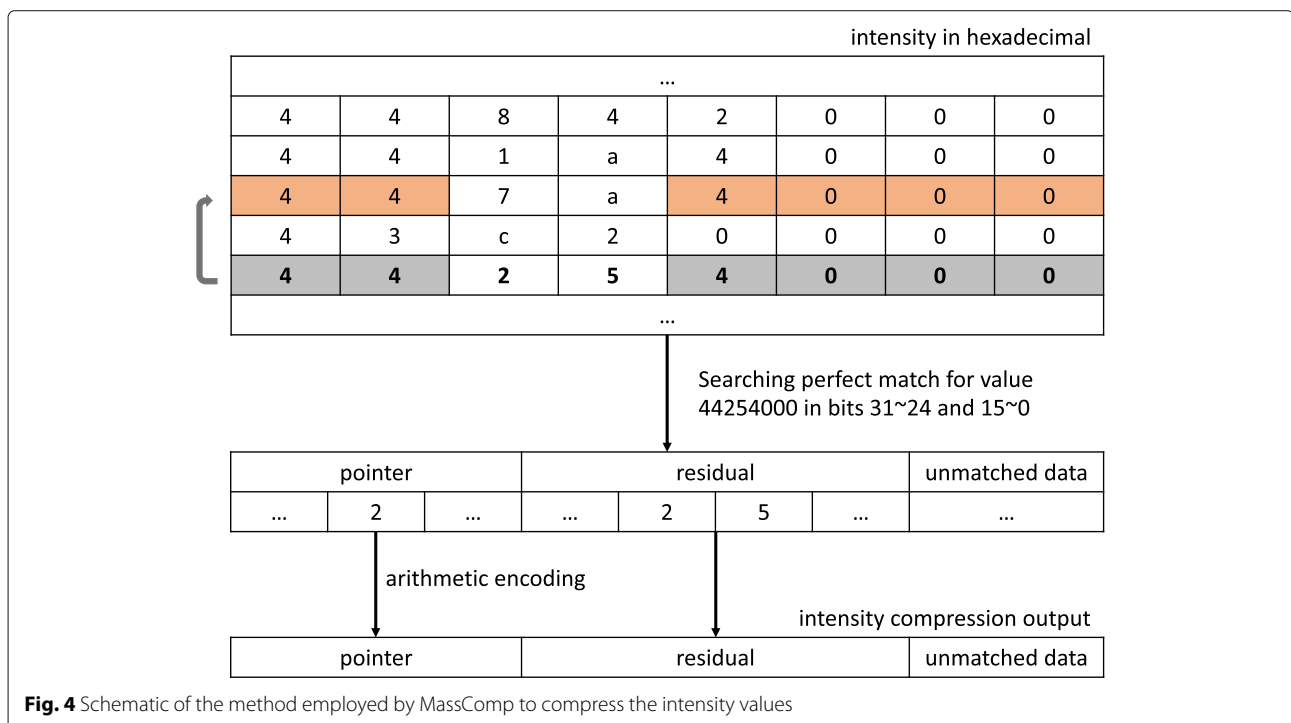 intensity in hexadecimal
...
4 4 8 4 2 0 0 0
4 4 1 a 4 0 0 0
4 4 7 a 4 0 0 0
4 3 c 2 0 0 0 0
4 4 2 5 4 0 0 0
...
Searching perfect match for value
44254000 in bits 31~24 and 15~0
pointer residual unmatched data
... 2 ... ... 2 5 ... ...
arithmetic encoding
intensity compression output
pointer residual unmatched data
Fig. 4 Schematic of the method employed by MassComp to compress the intensity values